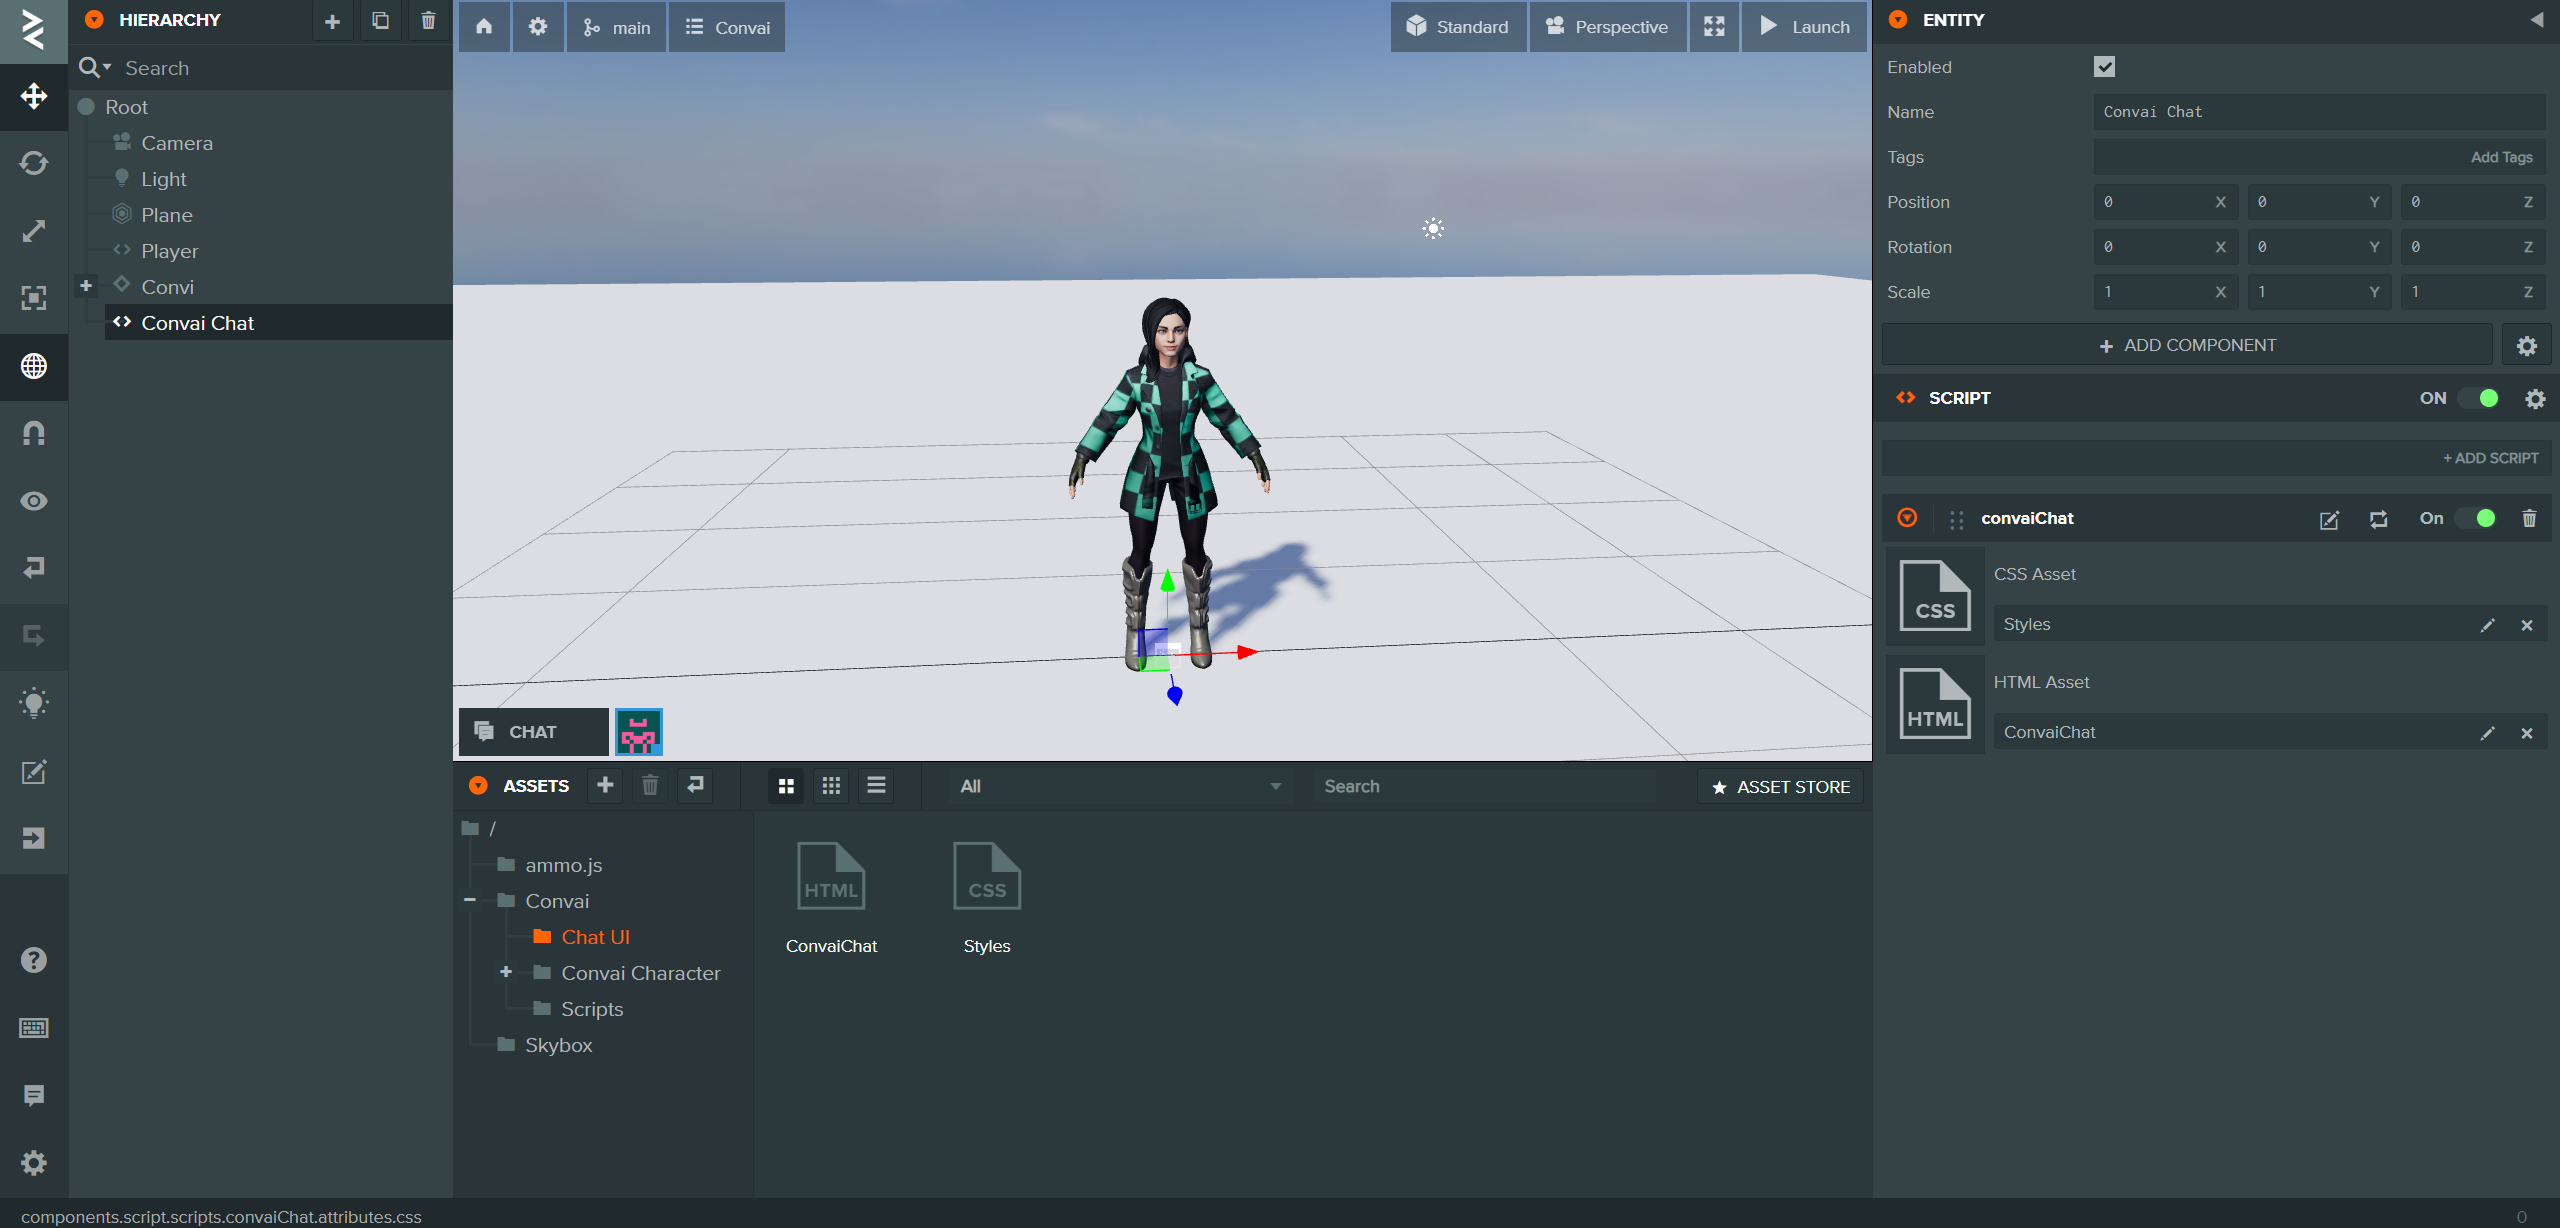 HIERARCHY
Search
Root
Camera
Light
Plane
Player
Convi
Convai Chat
main
Convai
Standard
Perspective
Launch
CHAT
ASSETS
All
Search
ASSET STORE
/
ammo.js
Convai
Chat UI
Convai Character
Scripts
Skybox
HTML
ConvaiChat
CSS
Styles
ENTITY
Enabled
Name
Convai Chat
Tags
Add Tags
Position
0 X 0 Y 0 Z
Rotation
0 X 0 Y 0 Z
Scale
1 X 1 Y 1 Z
+ ADD COMPONENT
SCRIPT
ON
+ ADD SCRIPT
convaiChat
On
CSS
CSS Asset
Styles
HTML
HTML Asset
ConvaiChat
components.script.scripts.convaiChat.attributes.css
0